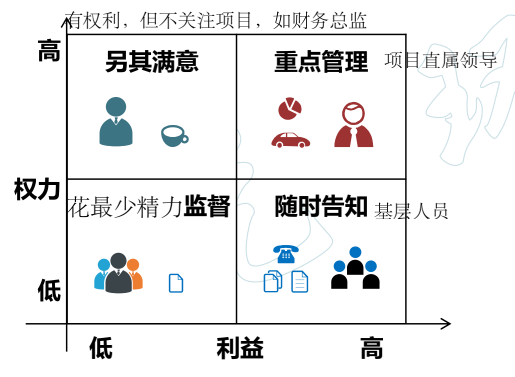 有权利，但不关注项目，如财务总监
高
另其满意
重点管理
项目直属领导
权力
花最少精力监督
随时告知
基层人员
低
低
利益
高